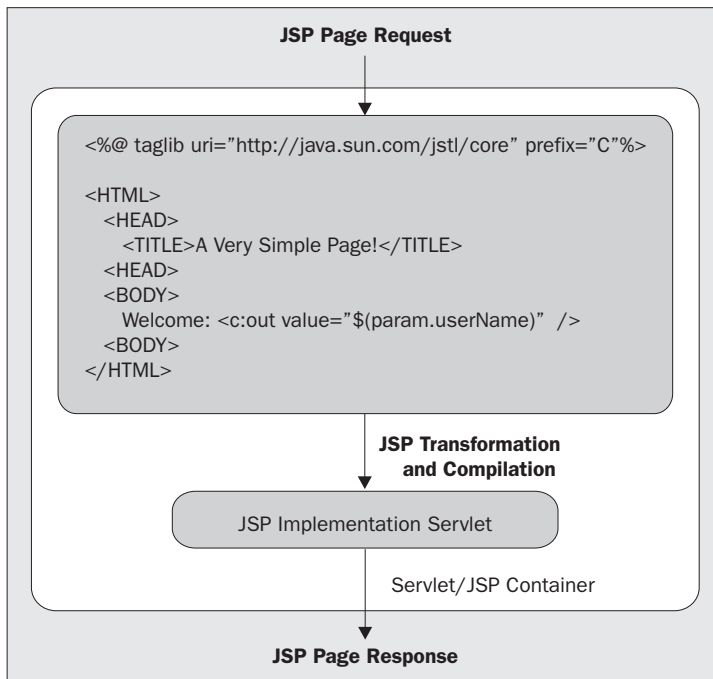 JSP Page Request
<%@ taglib uri=”http://java.sun.com/jstl/core” prefix=”C”%>
<HTML>
<HEAD>
<TITLE>A Very Simple Page!</TITLE>
<HEAD>
<BODY>
Welcome: <c:out value=”$(param.userName)” />
<BODY>
</HTML>
JSP Transformation
and Compilation
JSP Implementation Servlet
Servlet/JSP Container
JSP Page Response